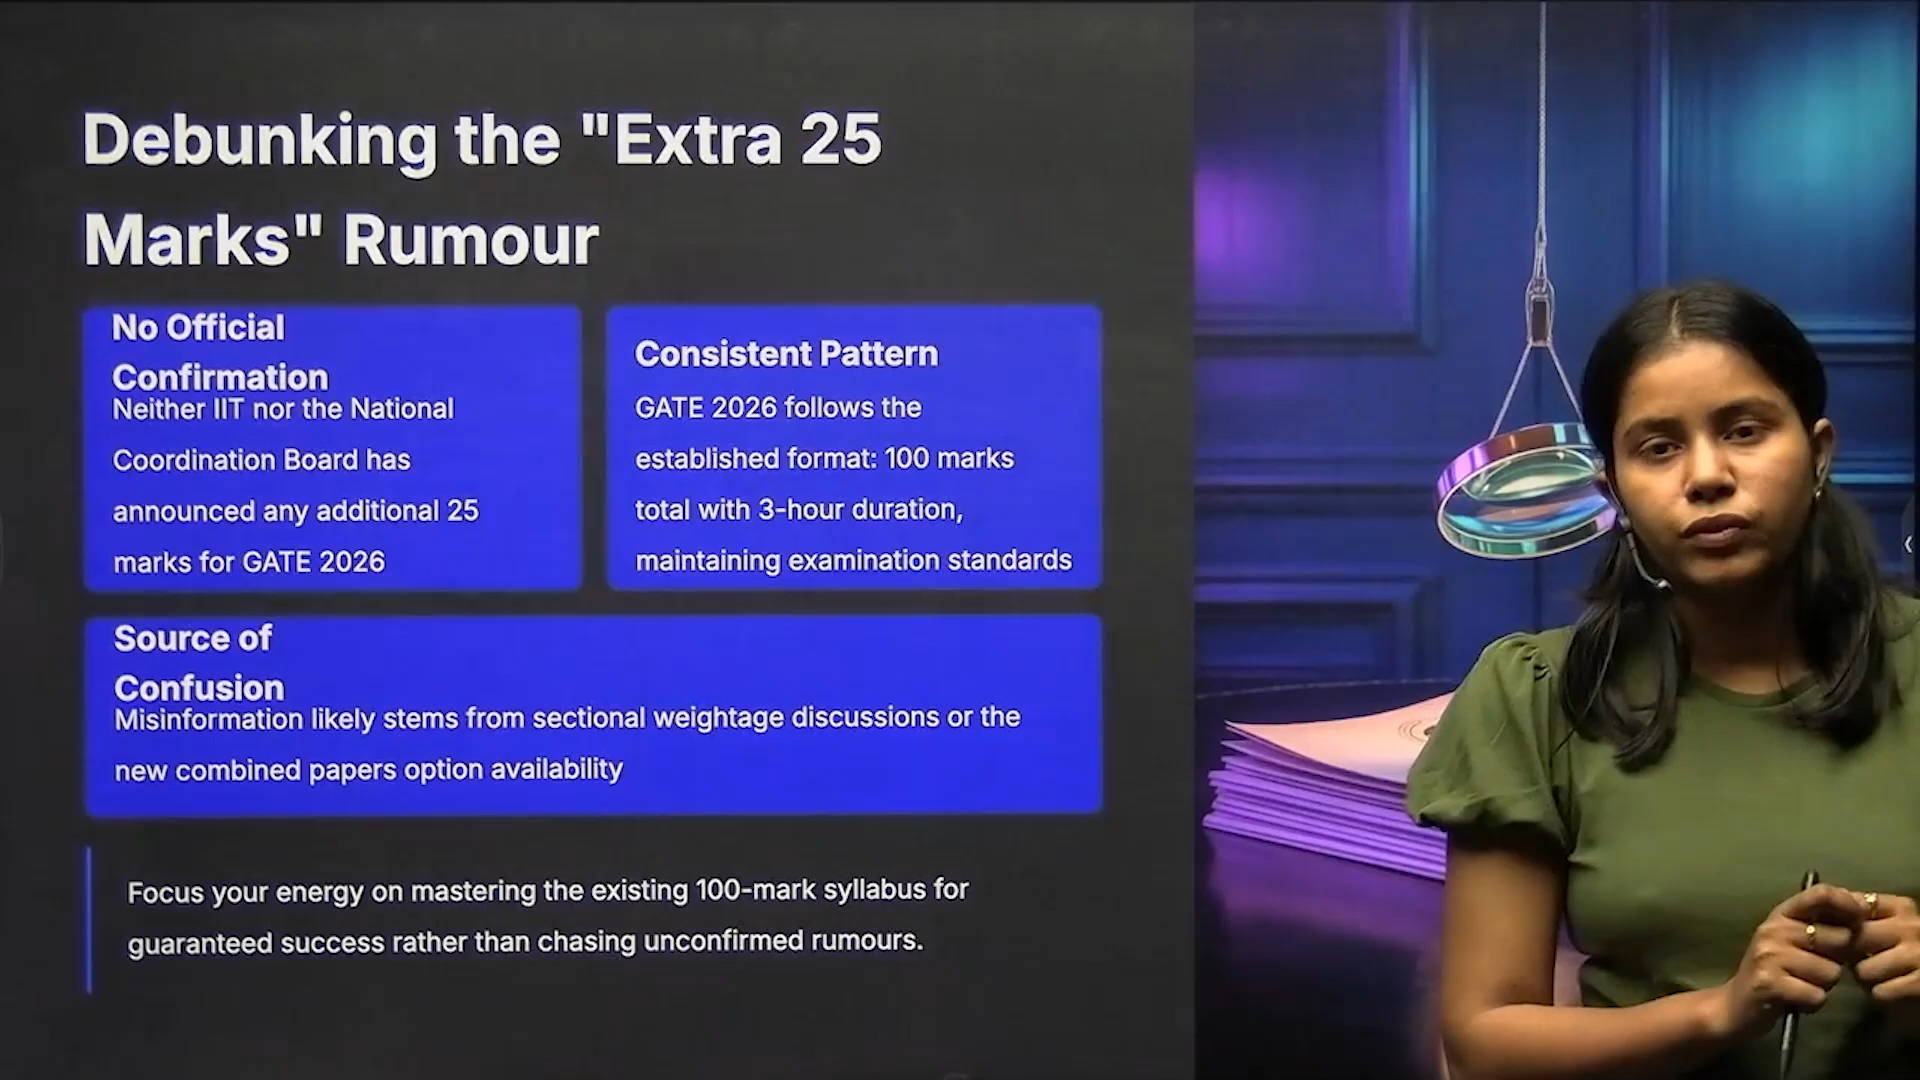 Debunking the "Extra 25
Marks" Rumour
No Official
Confirmation
Neither IIT nor the National
Coordination Board has
announced any additional 25
marks for GATE 2026
Consistent Pattern
GATE 2026 follows the
established format: 100 marks
total with 3-hour duration,
maintaining examination standards
Source of
Confusion
Misinformation likely stems from sectional weightage discussions or the
new combined papers option availability
Focus your energy on mastering the existing 100-mark syllabus for
guaranteed success rather than chasing unconfirmed rumours.